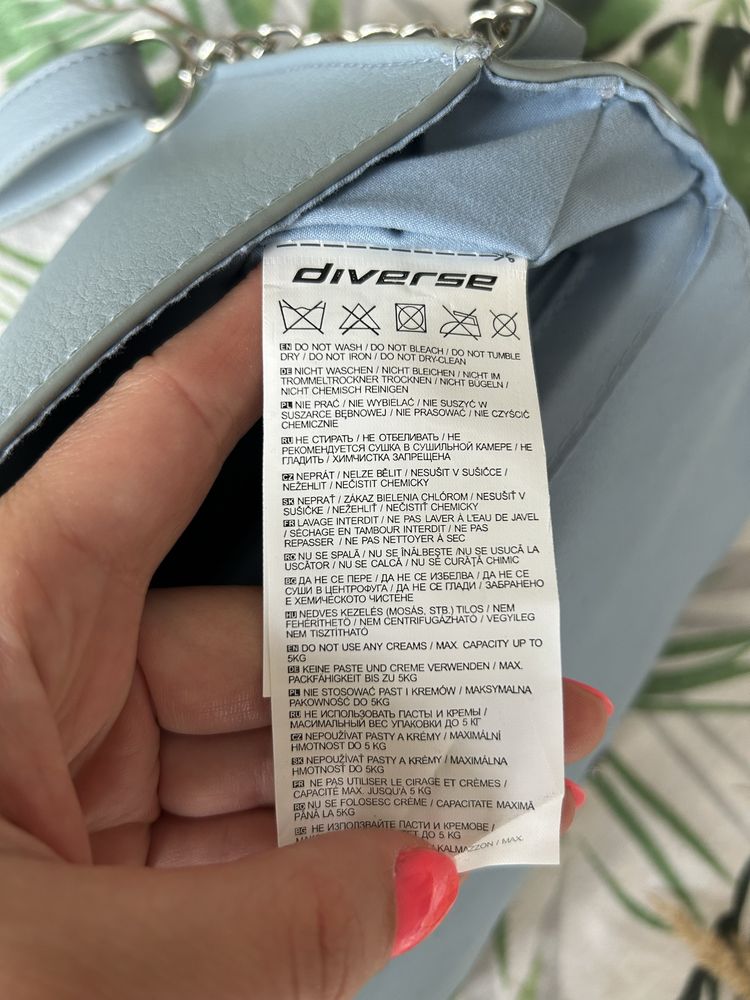 diverse
EN DO NOT WASH / DO NOT BLEACH / DO NOT TUMBLE
DRY / DO NOT IRON / DO NOT DRY-CLEAN
DE NICHT WASCHEN / NICHT BLEICHEN / NICHT IM
TROMMELTROCKNER TROCKNEN / NICHT BÜGELN /
NICHT CHEMISCH REINIGEN
PL NIE PRAĆ / NIE WYBIELAĆ / NIE SUSZYĆ W
SUSZARCE BĘBNOWEJ / NIE PRASOWAĆ / NIE CZYŚCIĆ
CHEMICZNIE
RU НЕ СТИРАТЬ / НЕ ОТБЕЛИВАТЬ / НЕ
РЕКОМЕНДУЕТСЯ СУШКА В СУШИЛЬНОЙ КАМЕРЕ / НЕ
ГЛАДИТЬ / ХИМЧИСТКА ЗАПРЕЩЕНА
CZ NEPRÁT / NELZE BĚLIT / NESUŠIT V SUŠIČCE /
NEŽEHLIT / NEČISTIT CHEMICKY
SK NEPRAŤ / ZÁKAZ BIELENIA CHLÓROM / NESUŠIŤ V
SUŠIČKE / NEŽEHLIŤ / NEČISTIŤ CHEMICKY
FR LAVAGE INTERDIT / NE PAS LAVER À L'EAU DE JAVEL
/ SÉCHAGE EN TAMBOUR INTERDIT / NE PAS
REPASSER / NE PAS NETTOYER À SEC
RO NU SE SPALĂ / NU SE ÎNĂLBEȘTE /NU SE USUCĂ LA
USCĂTOR / NU SE CALCĂ / NU SE CURĂȚĂ CHIMIC
BG ДА НЕ СЕ ПЕРЕ / ДА НЕ СЕ ИЗБЕЛВА / ДА НЕ СЕ
СУШИ В ЦЕНТРОФУГА / ДА НЕ СЕ ГЛАДИ / ЗАБРАНЕНО
Е ХЕМИЧЕСКОТО ЧИСТЕНЕ
HU NEDVES KEZELÉS (MOSÁS, STB.) TILOS / NEM
FEHÉRÍTHETŐ / NEM CENTRIFUGÁZHATÓ / VEGYILEG
NEM TISZTÍTHATÓ
EN DO NOT USE ANY CREAMS / MAX. CAPACITY UP TO
5KG
DE KEINE PASTE UND CREME VERWENDEN / MAX.
PACKFÄHIGKEIT BIS ZU 5KG
PL NIE STOSOWAĆ PAST I KREMÓW / MAKSYMALNA
PAKOWNOŚĆ DO 5KG
RU НЕ ИСПОЛЬЗОВАТЬ ПАСТЫ И КРЕМЫ /
МАСИМАЛЬНЫЙ ВЕС УПАКОВКИ ДО 5 КГ
CZ NEPOUŽÍVAT PASTY A KRÉMY / MAXIMÁLNÍ
HMOTNOST DO 5 KG
SK NEPOUŽÍVAŤ PASTY A KRÉMY / MAXIMÁLNA
HMOTNOSŤ DO 5KG
FR NE PAS UTILISER LE CIRAGE ET CRÈMES /
CAPACITÉ MAX. JUSQU'À 5 KG
RO NU SE FOLOSESC CRÈME / CAPACITATE MAXIMĂ
PÂNĂ LA 5KG
BG НЕ ИЗПОЛЗВАЙТЕ ПАСТИ И КРЕМОВЕ /
ДО 5 KG
KALMAZZON / MAX.